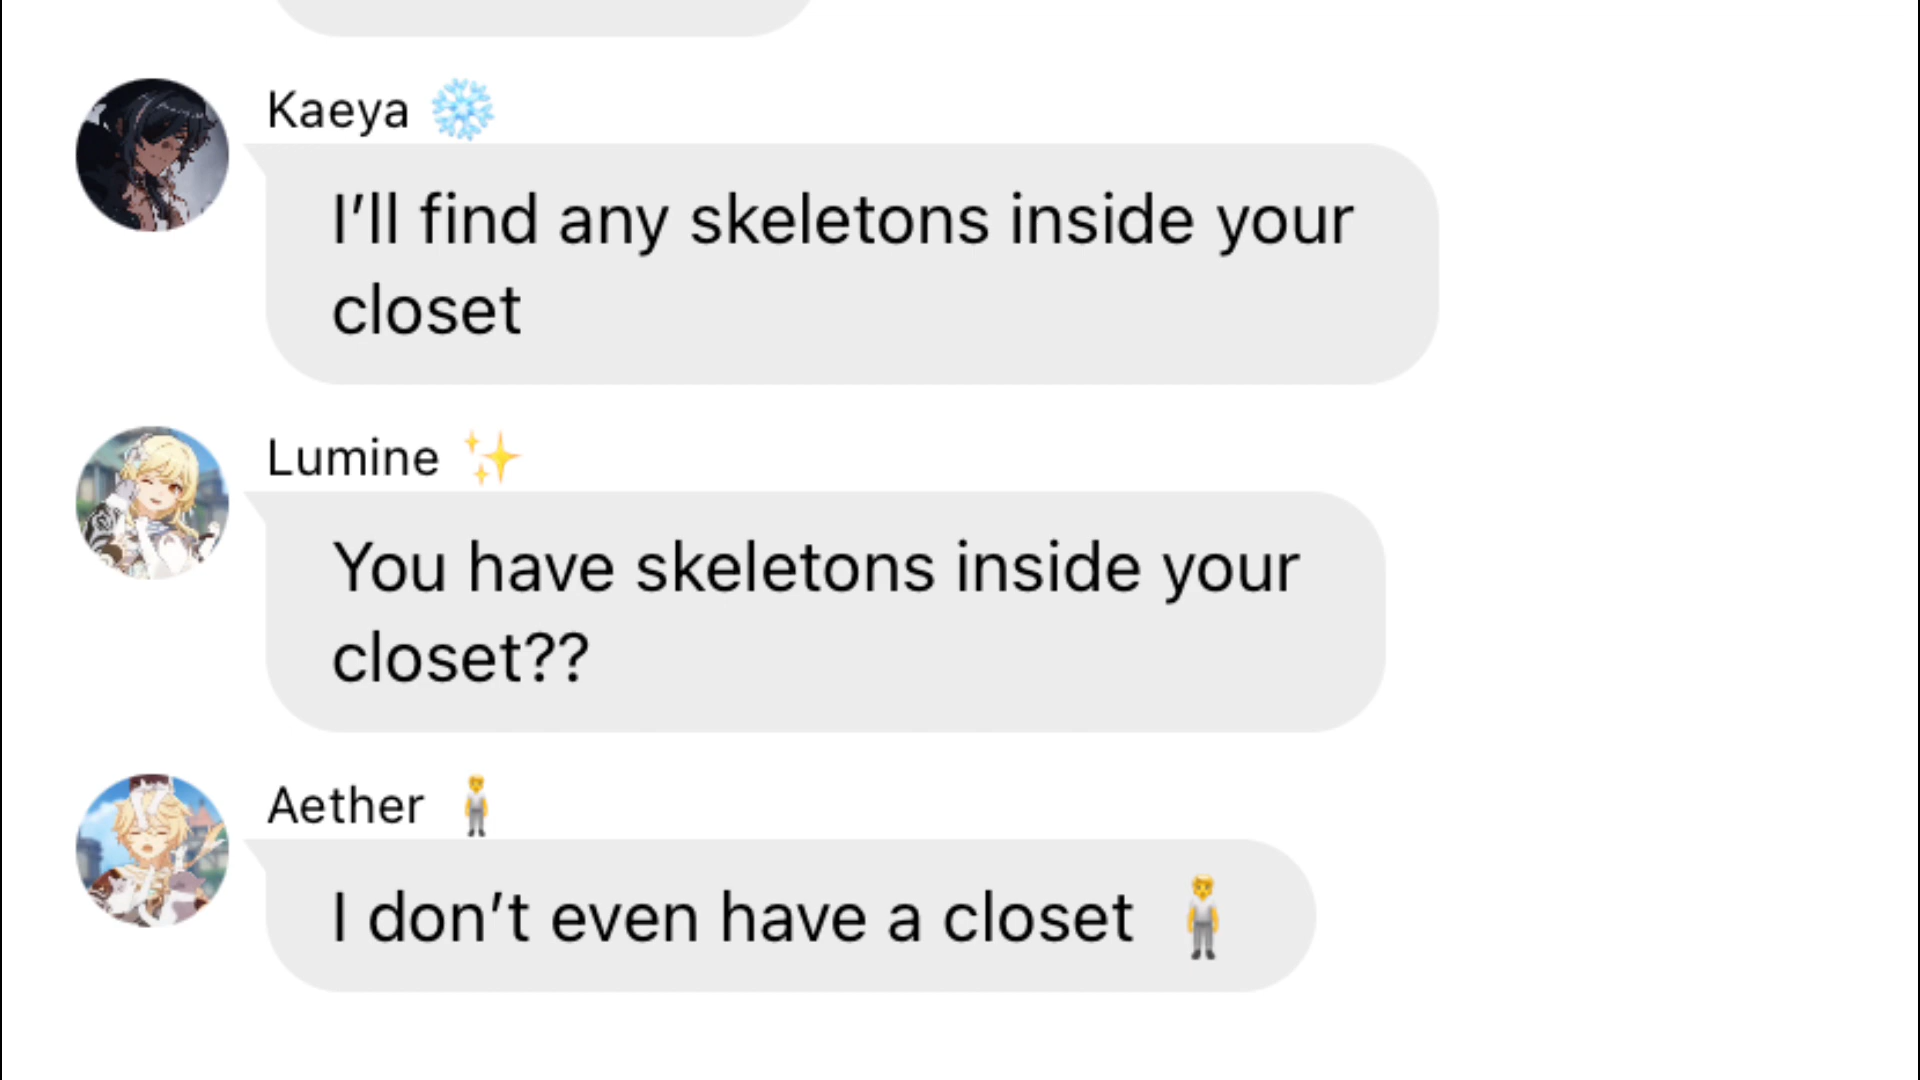 Kaeya ❄️
I’ll find any skeletons inside your
closet
Lumine ✨
You have skeletons inside your
closet??
Aether 🧍‍♂️
I don’t even have a closet 🧍‍♂️